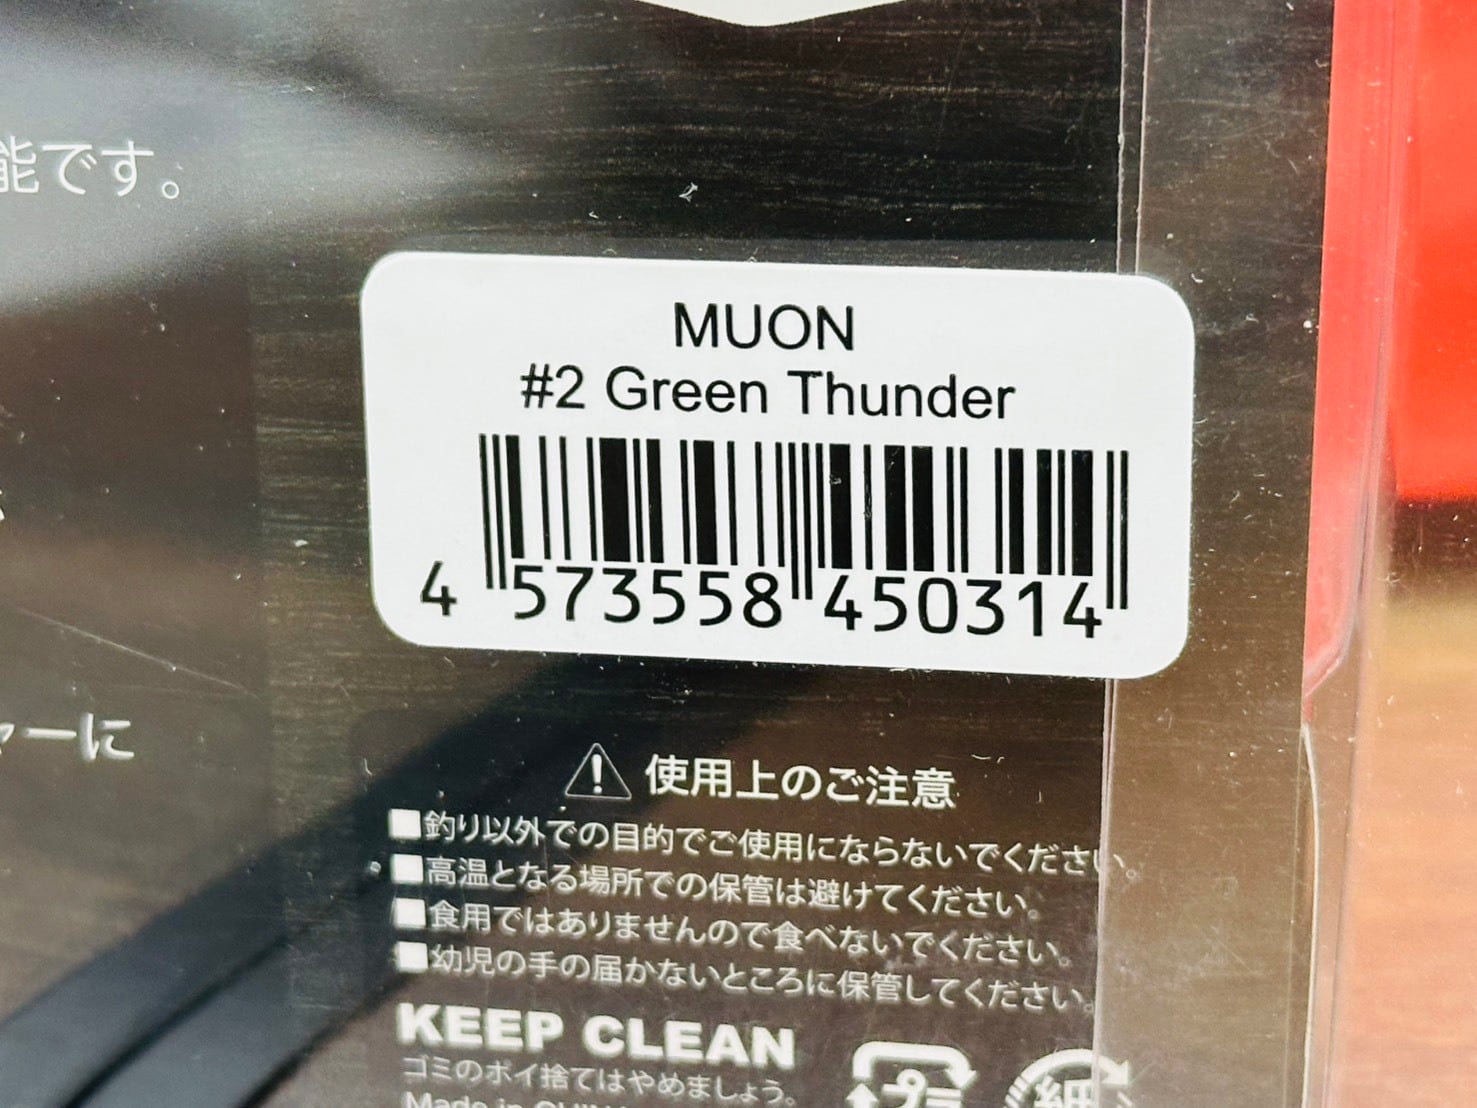 能です。
MUON
#2 Green Thunder
4 573558 450314
ャーに
使用上のご注意
■釣り以外での目的でご使用にならないでください。
■高温となる場所での保管は避けてください。
■食用ではありませんので食べないでください。
■幼児の手の届かないところに保管してください。
KEEP CLEAN
ゴミのポイ捨てはやめましょう。
プ
紙
Made in CHINA